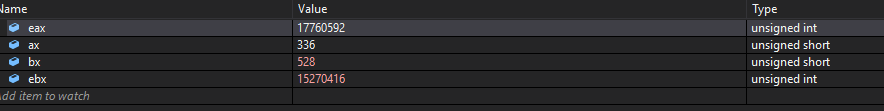 Name Value Type
eax 17760592 unsigned int
ax 336 unsigned short
bx 528 unsigned short
ebx 15270416 unsigned int
Add item to watch